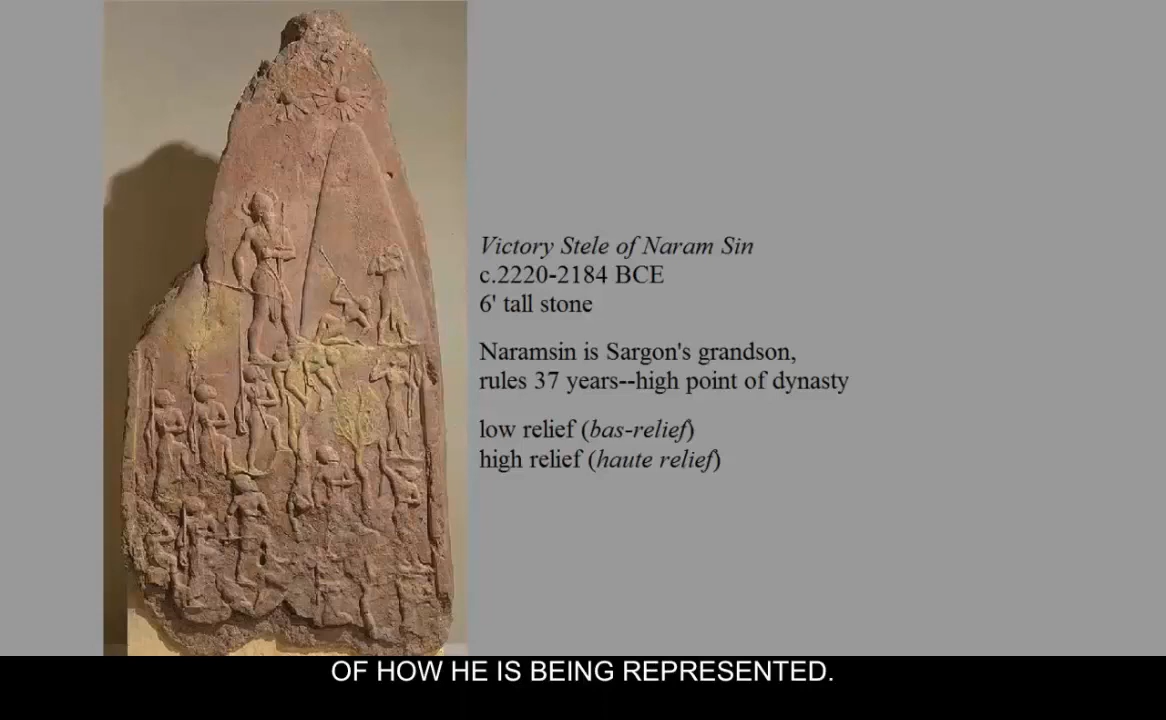 Victory Stele of Naram Sin
c.2220-2184 BCE
6' tall stone
Naramsin is Sargon's grandson,
rules 37 years--high point of dynasty
low relief (bas-relief)
high relief (haute relief)
OF HOW HE IS BEING REPRESENTED.